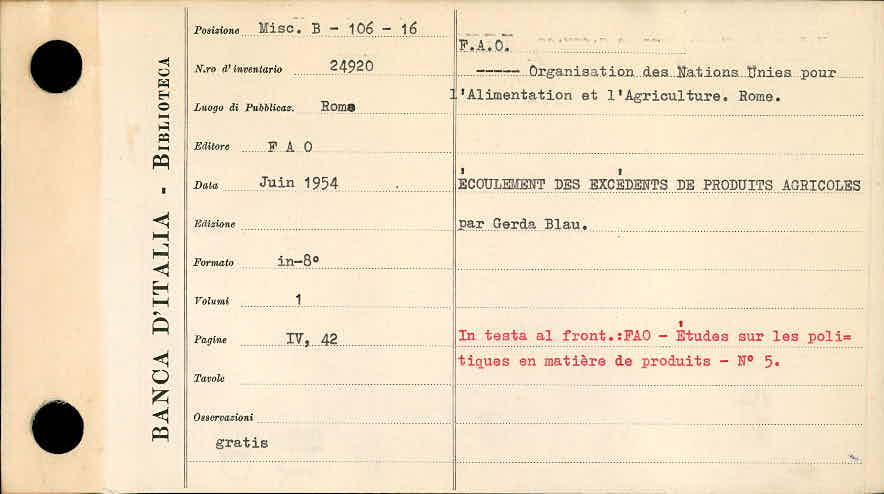 BANCA D'ITALIA - BIBLIOTECA
Posizione Misc. B - 106 - 16
N.ro d'inventario 24920
Luogo di Pubblicaz. Rome
Editore F A O
Data Juin 1954
Edizione
Formato in-8°
Volumi 1
Pagine IV, 42
Tavole
Osservazioni
gratis
F.A.O.
----- Organisation des Nations Unies pour
l'Alimentation et l'Agriculture. Rome.
ÉCOULEMENT DES EXCÉDENTS DE PRODUITS AGRICOLES
par Gerda Blau.
In testa al front.:FAO - Études sur les poli=
tiques en matière de produits - N° 5.